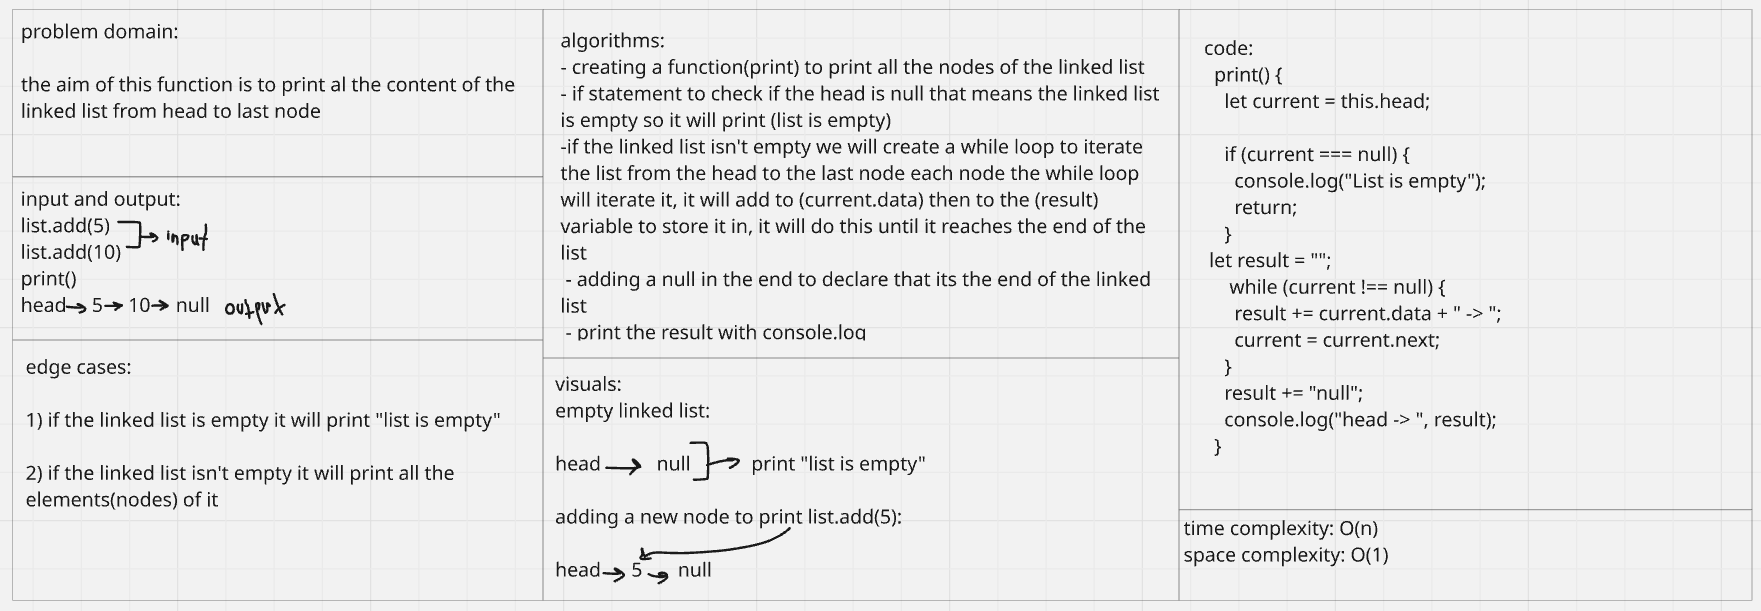 problem domain:
the aim of this function is to print al the content of the
linked list from head to last node
input and output:
list.add(5)
list.add(10)
input
print()
head → 5 → 10 → null output
edge cases:
1) if the linked list is empty it will print "list is empty"
2) if the linked list isn't empty it will print all the
elements(nodes) of it
algorithms:
- creating a function(print) to print all the nodes of the linked list
- if statement to check if the head is null that means the linked list
is empty so it will print (list is empty)
-if the linked list isn't empty we will create a while loop to iterate
the list from the head to the last node each node the while loop
will iterate it, it will add to (current.data) then to the (result)
variable to store it in, it will do this until it reaches the end of the
list
- adding a null in the end to declare that its the end of the linked
list
- print the result with console.log
visuals:
empty linked list:
head → null → print "list is empty"
adding a new node to print list.add(5):
head → 5 → null
code:
print() {
let current = this.head;
if (current === null) {
console.log("List is empty");
return;
}
let result = "";
while (current !== null) {
result += current.data + " -> ";
current = current.next;
}
result += "null";
console.log("head -> ", result);
}
time complexity: O(n)
space complexity: O(1)